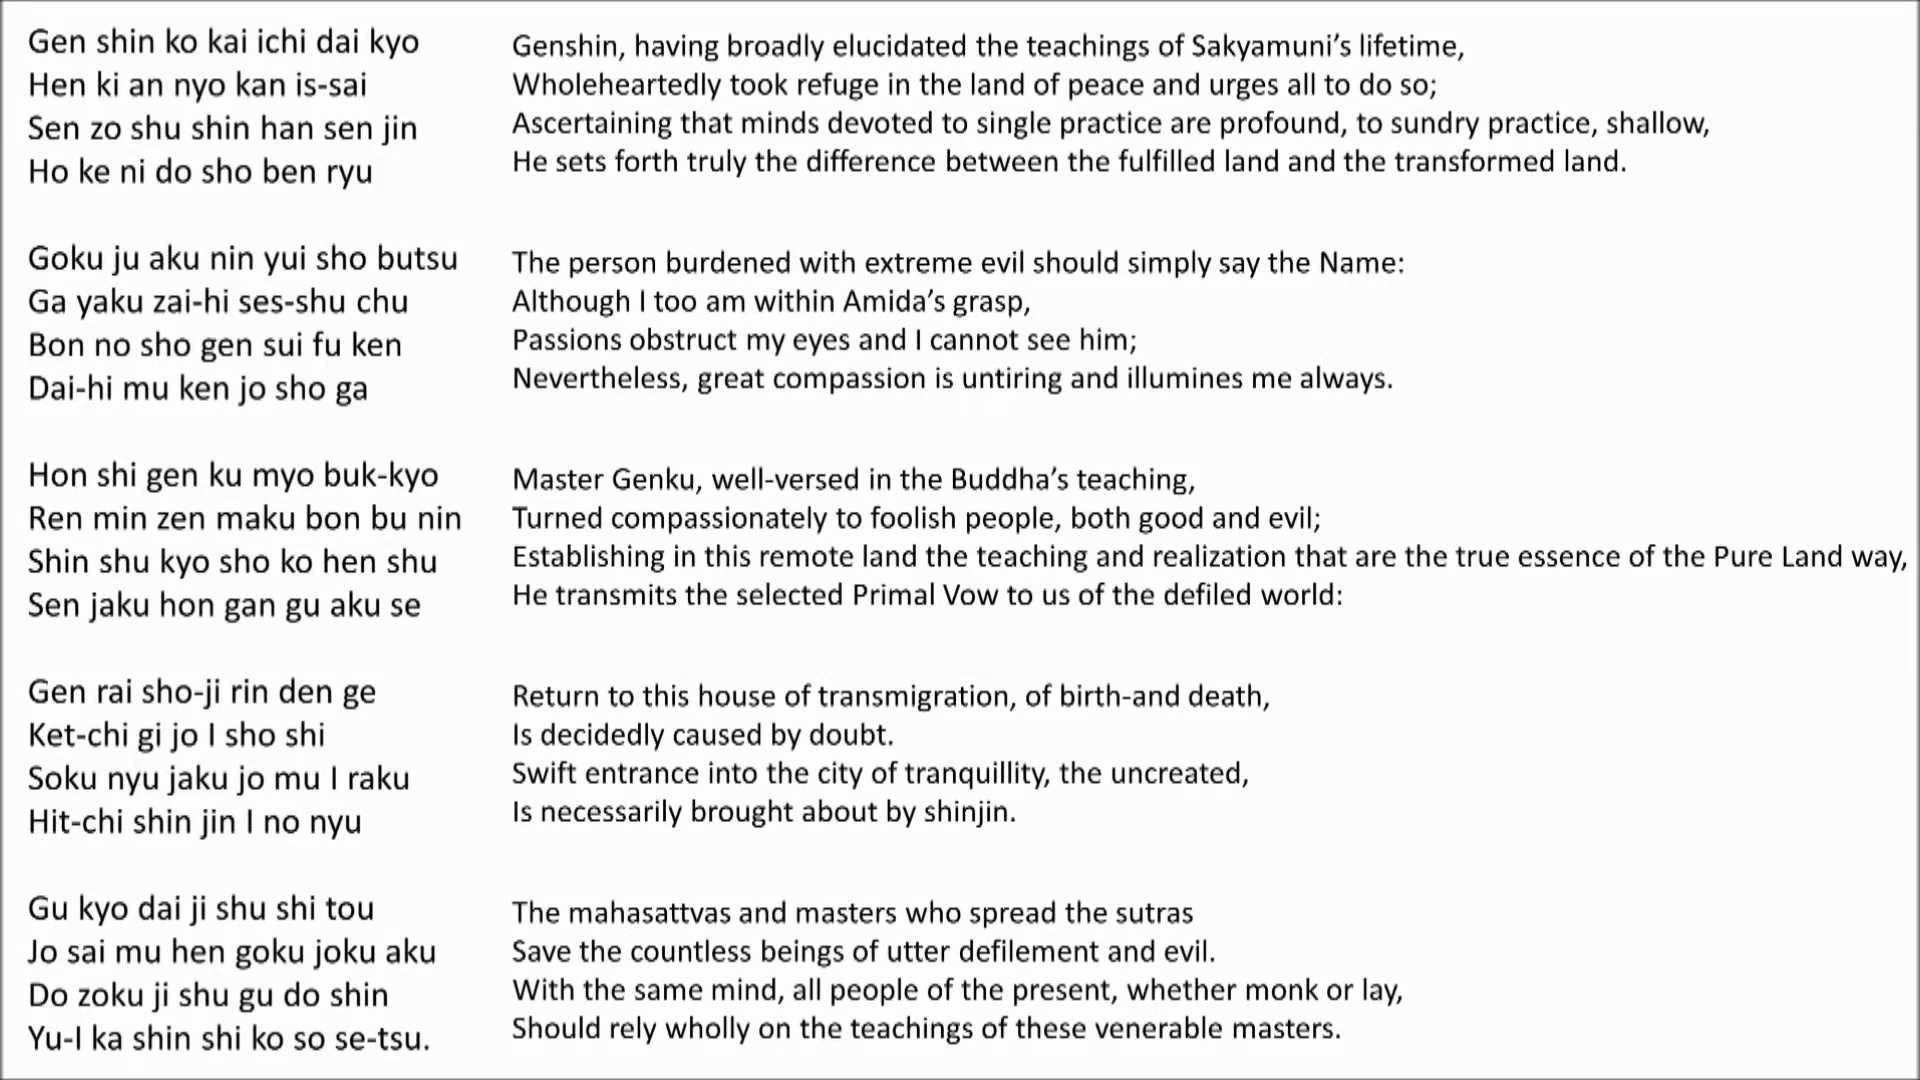 Gen shin ko kai ichi dai kyo
Hen ki an nyo kan is-sai
Sen zo shu shin han sen jin
Ho ke ni do sho ben ryu
Genshin, having broadly elucidated the teachings of Sakyamuni's lifetime,
Wholeheartedly took refuge in the land of peace and urges all to do so;
Ascertaining that minds devoted to single practice are profound, to sundry practice, shallow,
He sets forth truly the difference between the fulfilled land and the transformed land.
Goku ju aku nin yui sho butsu
Ga yaku zai-hi ses-shu chu
Bon no sho gen sui fu ken
Dai-hi mu ken jo sho ga
The person burdened with extreme evil should simply say the Name:
Although I too am within Amida's grasp,
Passions obstruct my eyes and I cannot see him;
Nevertheless, great compassion is untiring and illumines me always.
Hon shi gen ku myo buk-kyo
Ren min zen maku bon bu nin
Shin shu kyo sho ko hen shu
Sen jaku hon gan gu aku se
Master Genku, well-versed in the Buddha's teaching,
Turned compassionately to foolish people, both good and evil;
Establishing in this remote land the teaching and realization that are the true essence of the Pure Land way,
He transmits the selected Primal Vow to us of the defiled world:
Gen rai sho-ji rin den ge
Ket-chi gi jo I sho shi
Soku nyu jaku jo mu I raku
Hit-chi shin jin I no nyu
Return to this house of transmigration, of birth-and death,
Is decidedly caused by doubt.
Swift entrance into the city of tranquillity, the uncreated,
Is necessarily brought about by shinjin.
Gu kyo dai ji shu shi tou
Jo sai mu hen goku joku aku
Do zoku ji shu gu do shin
Yu-I ka shin shi ko so se-tsu.
The mahasattvas and masters who spread the sutras
Save the countless beings of utter defilement and evil.
With the same mind, all people of the present, whether monk or lay,
Should rely wholly on the teachings of these venerable masters.